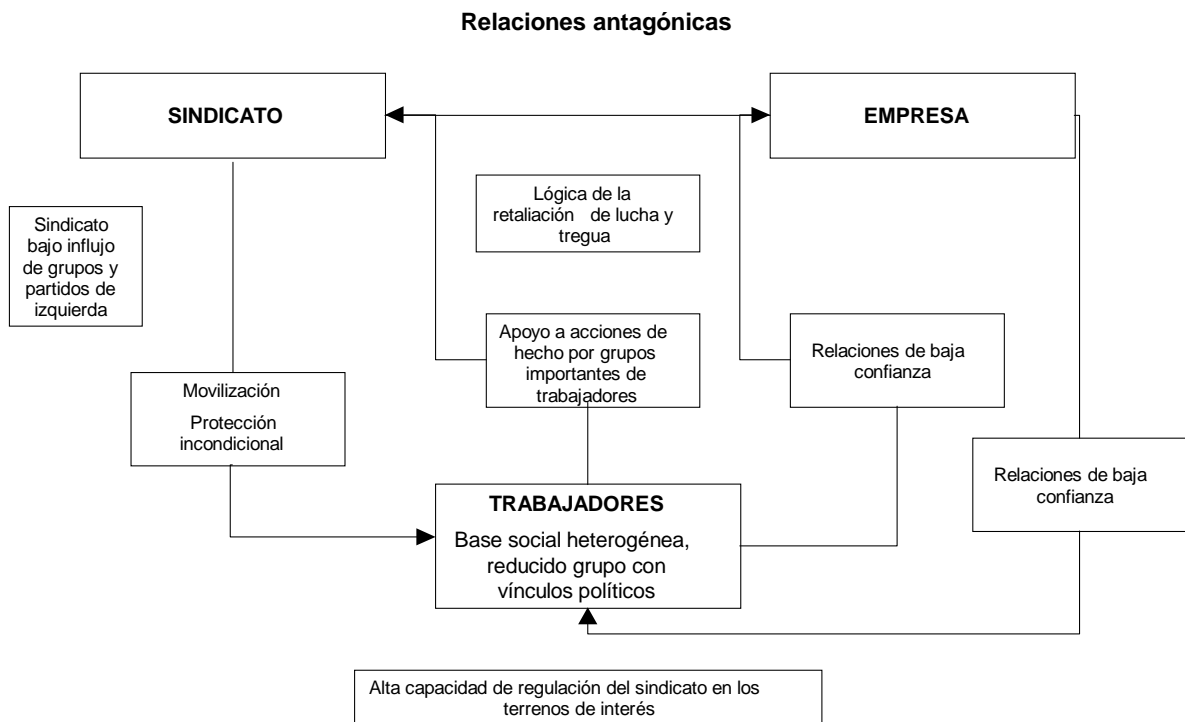 Relaciones antagónicas
SINDICATO
EMPRESA
Lógica de la
retaliación de lucha y
tregua
Sindicato
bajo influjo
de grupos y
partidos de
izquierda
Apoyo a acciones de
hecho por grupos
importantes de
trabajadores
Relaciones de baja
confianza
Movilización
Protección
incondicional
Relaciones de baja
confianza
TRABAJADORES
Base social heterogénea,
reducido grupo con
vínculos políticos
Alta capacidad de regulación del sindicato en los
terrenos de interés